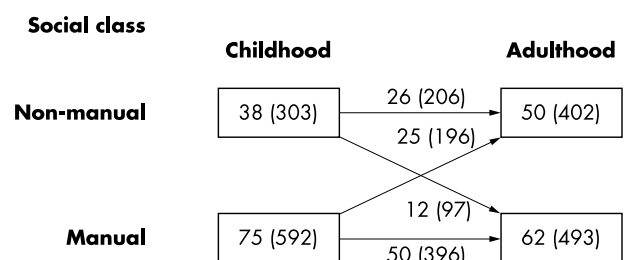 Social class
Childhood Adulthood
Non-manual 38 (303) 26 (206) 50 (402)
25 (196)
12 (97)
Manual 75 (592) 50 (396) 62 (493)